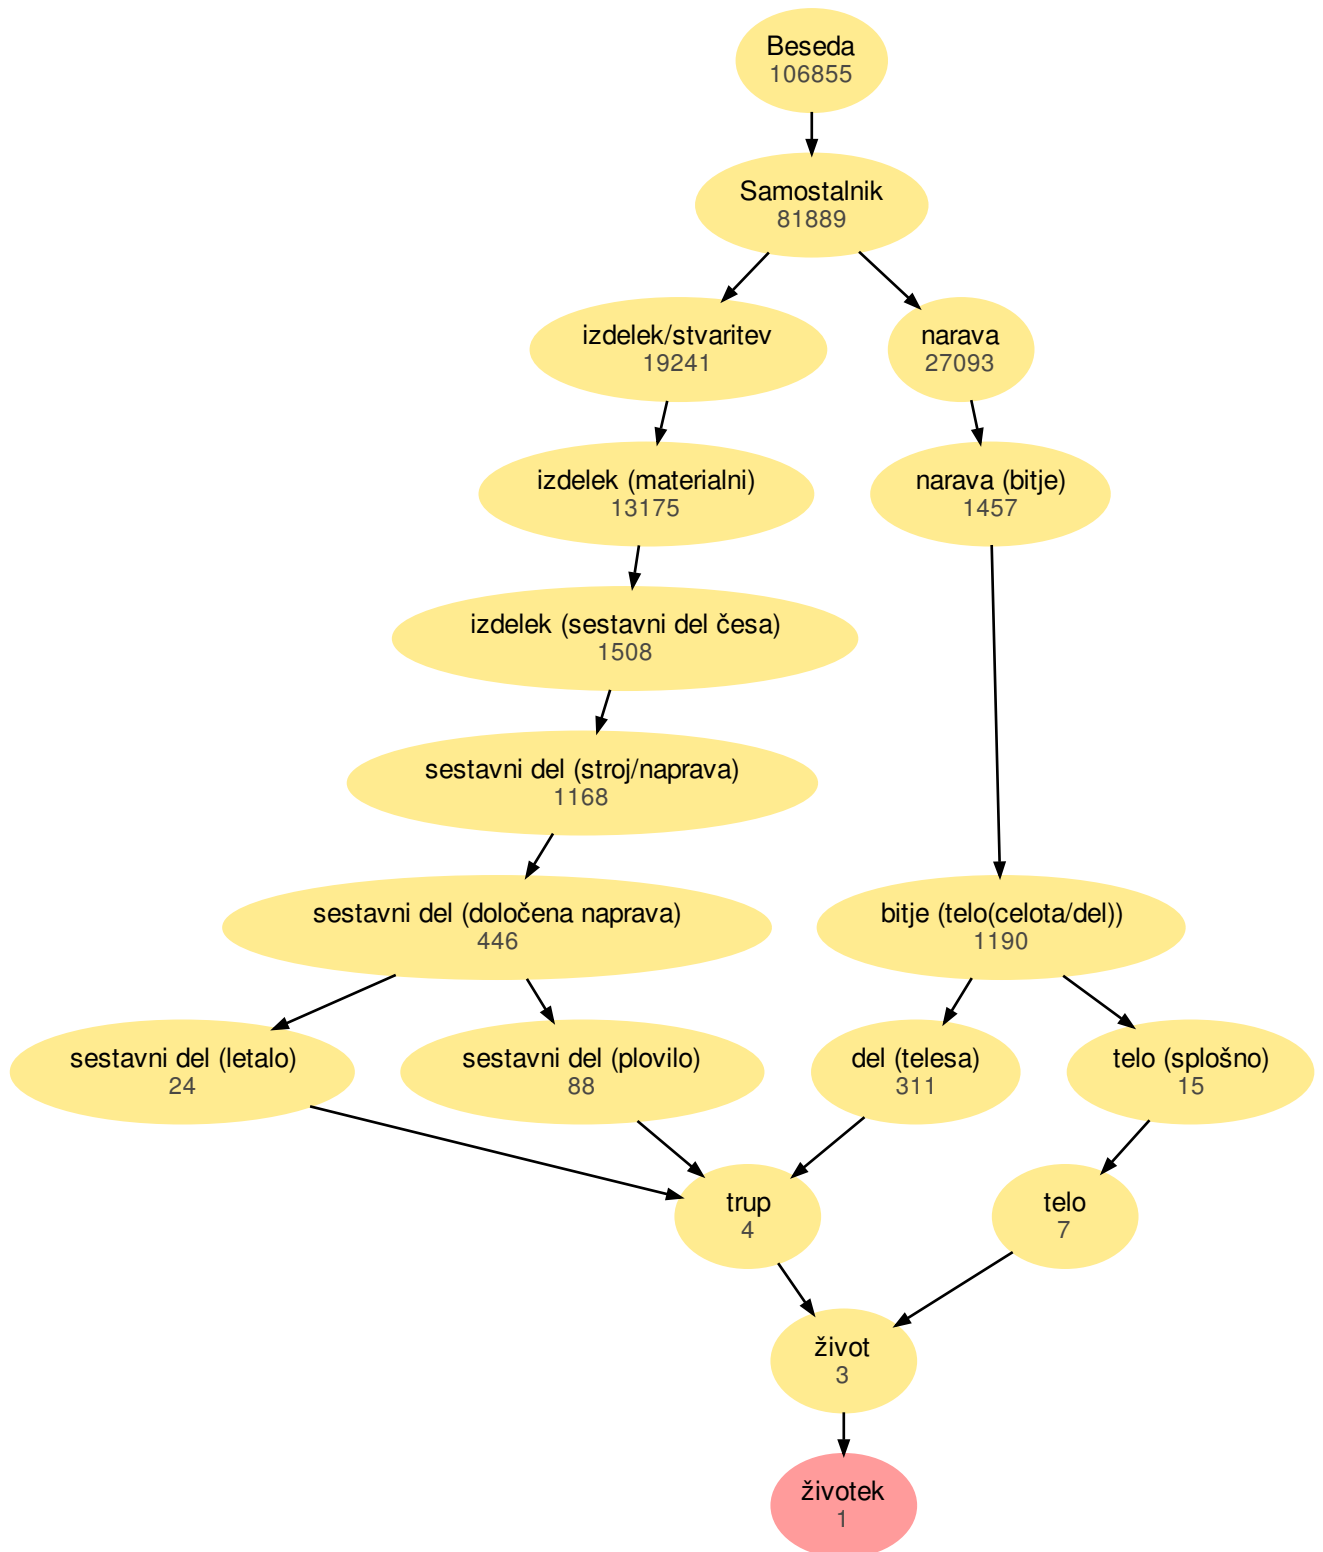 Beseda
106855
Samostalnik
81889
izdelek/stvaritev
19241
narava
27093
izdelek (materialni)
13175
narava (bitje)
1457
izdelek (sestavni del česa)
1508
sestavni del (stroj/naprava)
1168
sestavni del (določena naprava)
446
bitje (telo(celota/del))
1190
sestavni del (letalo)
24
sestavni del (plovilo)
88
del (telesa)
311
telo (splošno)
15
trup
4
telo
7
život
3
životek
1